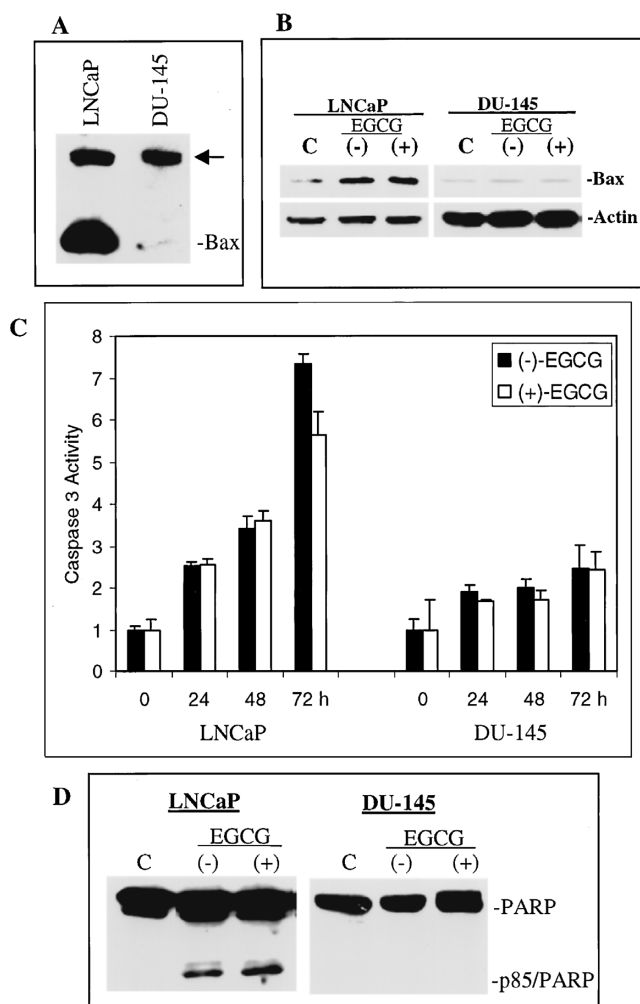 A
LNCaP
DU-145
-Bax
B
LNCaP
DU-145
EGCG
EGCG
C (-) (+)
C (-) (+)
-Bax
-Actin
C
Caspase 3 Activity
8
7
6
5
4
3
2
1
0
(-)-EGCG
(+)-EGCG
0 24 48 72 h
0 24 48 72 h
LNCaP
DU-145
D
LNCaP
DU-145
EGCG
EGCG
C (-) (+)
C (-) (+)
-PARP
-p85/PARP